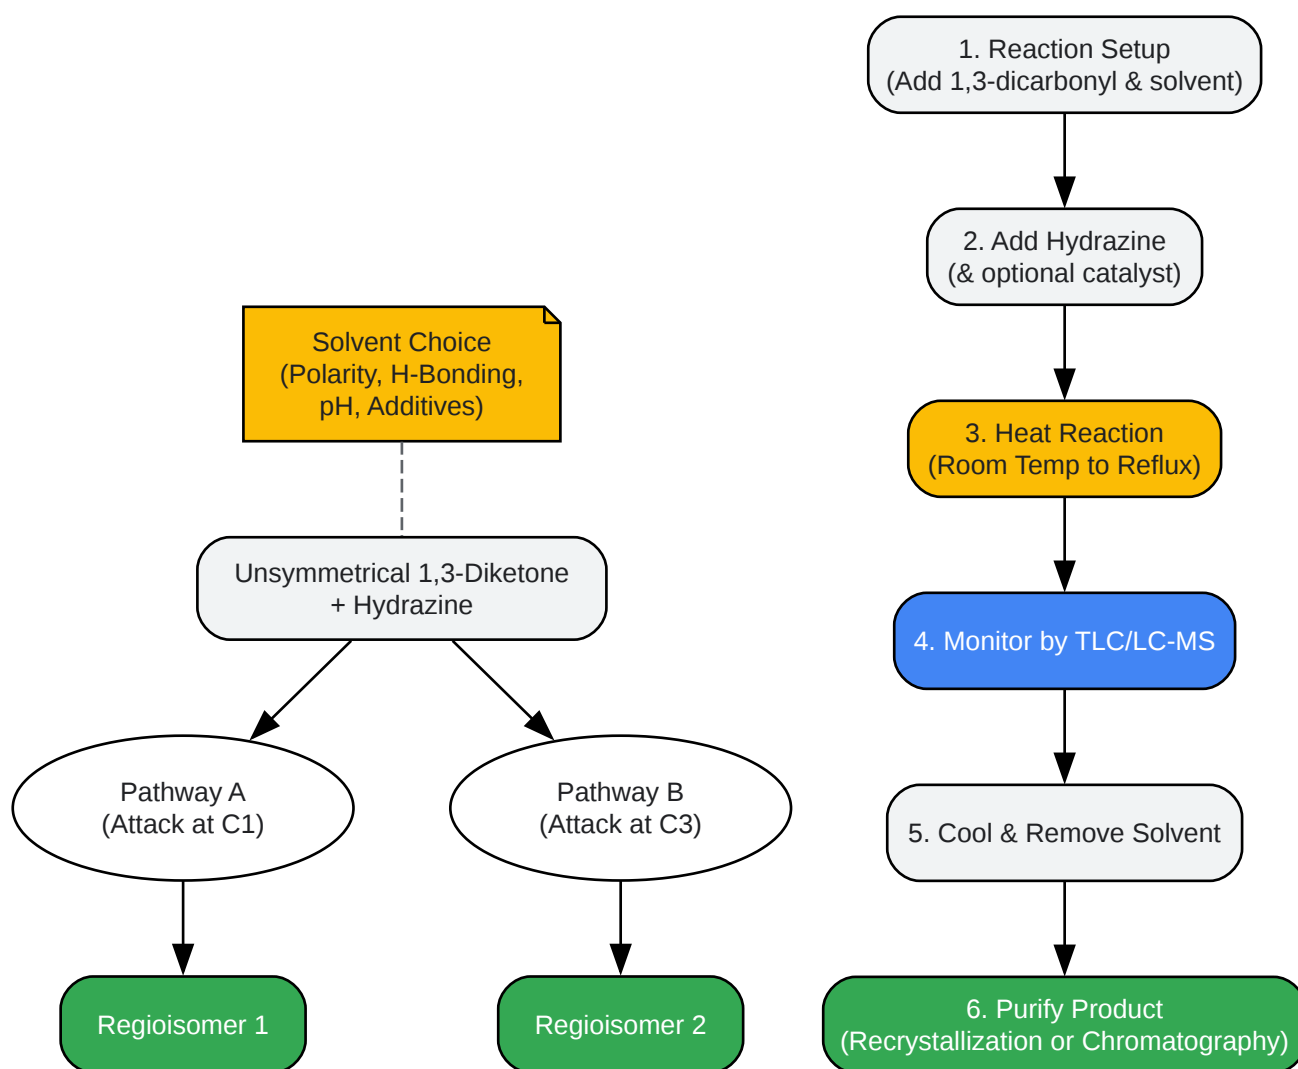 Solvent Choice
(Polarity, H-Bonding,
pH, Additives)
Unsymmetrical 1,3-Diketone
+ Hydrazine
Pathway A
(Attack at C1)
Pathway B
(Attack at C3)
Regioisomer 1
Regioisomer 2
1. Reaction Setup
(Add 1,3-dicarbonyl & solvent)
2. Add Hydrazine
(& optional catalyst)
3. Heat Reaction
(Room Temp to Reflux)
4. Monitor by TLC/LC-MS
5. Cool & Remove Solvent
6. Purify Product
(Recrystallization or Chromatography)